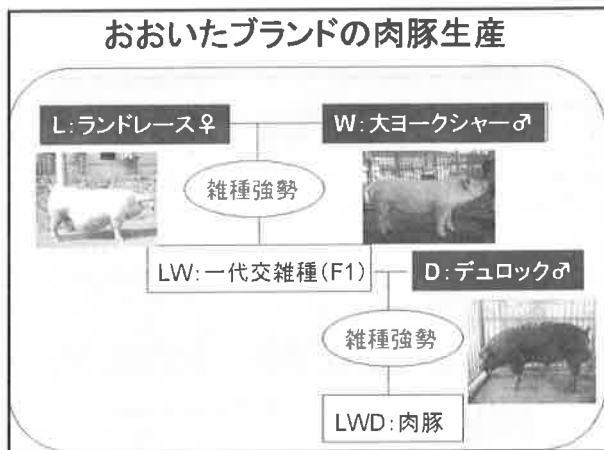 おおいたブランドの肉豚生産
L:ランドレース♀
W:大ヨークシャー♂
雑種強勢
LW:一代交雑種(F1)
D:デュロック♂
雑種強勢
LWD:肉豚